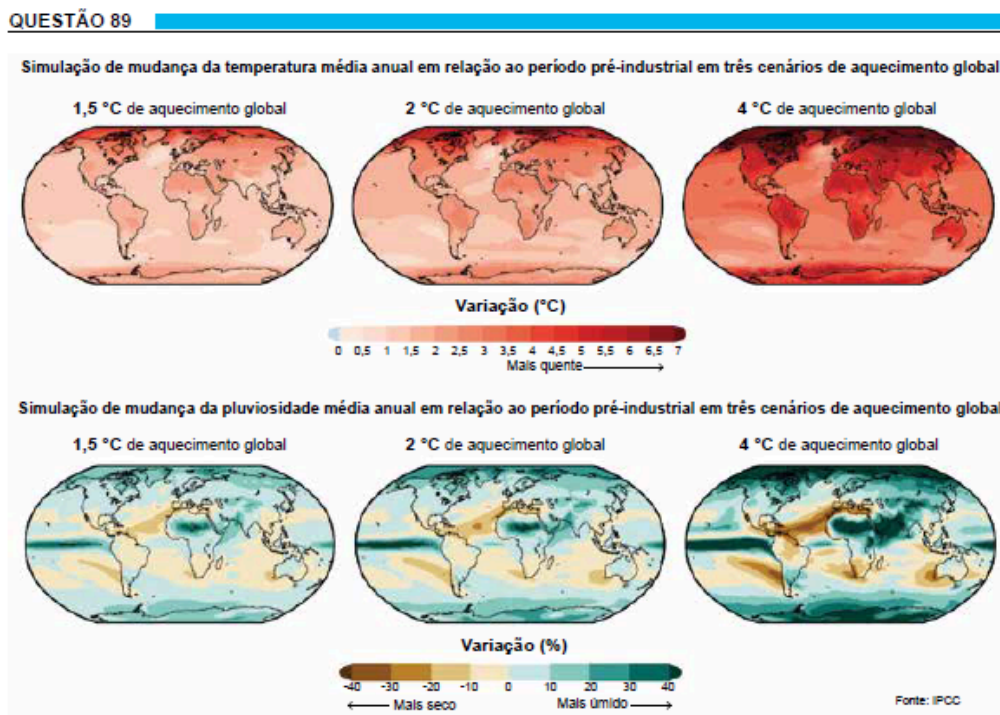 QUESTÃO 89
Simulação de mudança da temperatura média anual em relação ao período pré-industrial em três cenários de aquecimento global
1,5 °C de aquecimento global
2 °C de aquecimento global
4 °C de aquecimento global
Variação (°C)
0 0,5 1 1,5 2 2,5 3 3,5 4 4,5 5 5,5 6 6,5 7
Mais quente
Simulação de mudança da pluviosidade média anual em relação ao período pré-industrial em três cenários de aquecimento global
1,5 °C de aquecimento global
2 °C de aquecimento global
4 °C de aquecimento global
Variação (%)
-40 -30 -20 -10 0 10 20 30 40
Mais seco
Mais úmido
Fonte: IPCC